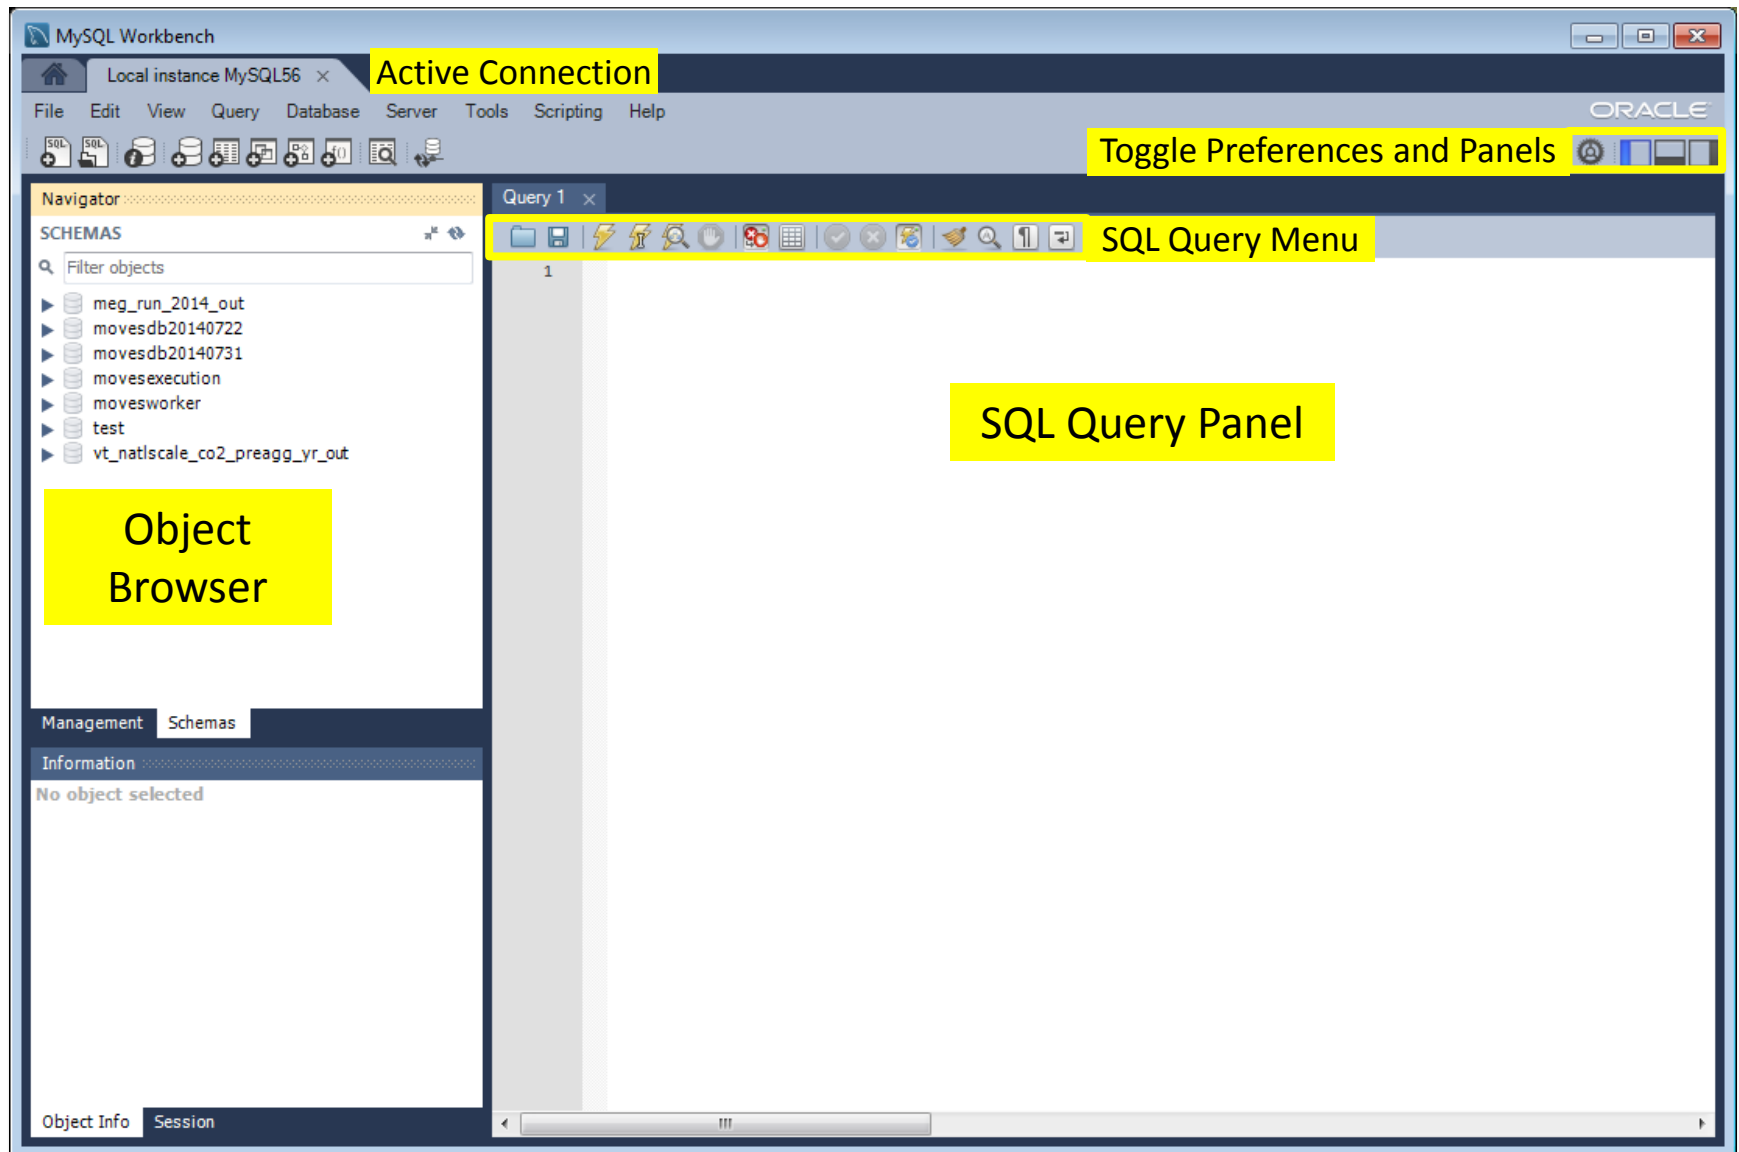 MySQL Workbench
Local instance MySQL56
Active Connection
File Edit View Query Database Server Tools Scripting Help
ORACLE
SQL SQL
Toggle Preferences and Panels
Navigator
SCHEMAS
Filter objects
meg_run_2014_out
movesdb20140722
movesdb20140731
movesexecution
movesworker
test
vt_natlscale_co2_preagg_yr_out
Object
Browser
Management Schemas
Information
No object selected
Object Info Session
Query 1
SQL Query Menu
1
SQL Query Panel